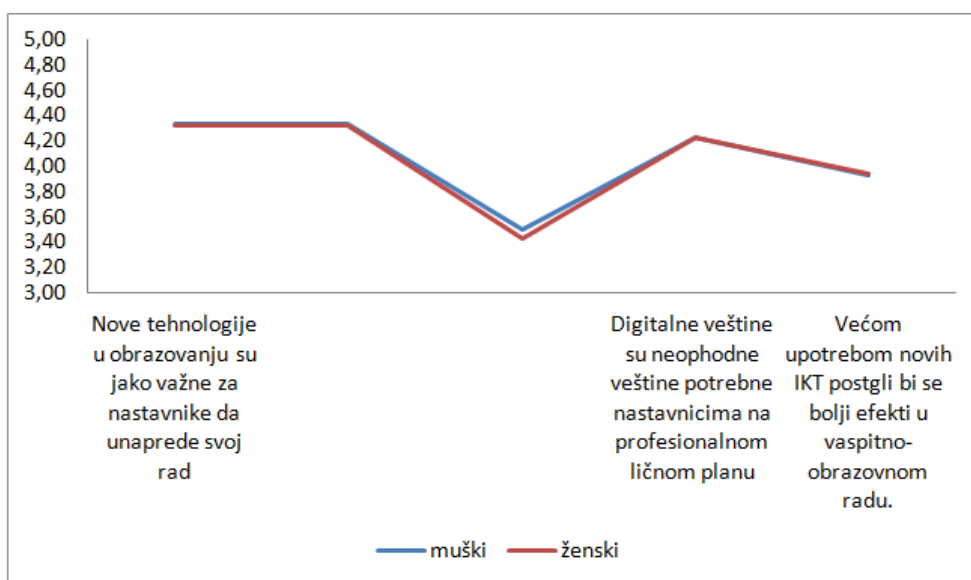 5,00
4,80
4,60
4,40
4,20
4,00
3,80
3,60
3,40
3,20
3,00
Nove tehnologije
u obrazovanju su
jako važne za
nastavnike da
unaprede svoj
rad
Digitalne veštine
su neophodne
veštine potrebne
nastavnicima na
profesionalnom
ličnom planu
Većom
upotrebom novih
IKT postgli bi se
bolji efekti u
vaspitno-
obrazovnom
radu.
muški
ženski